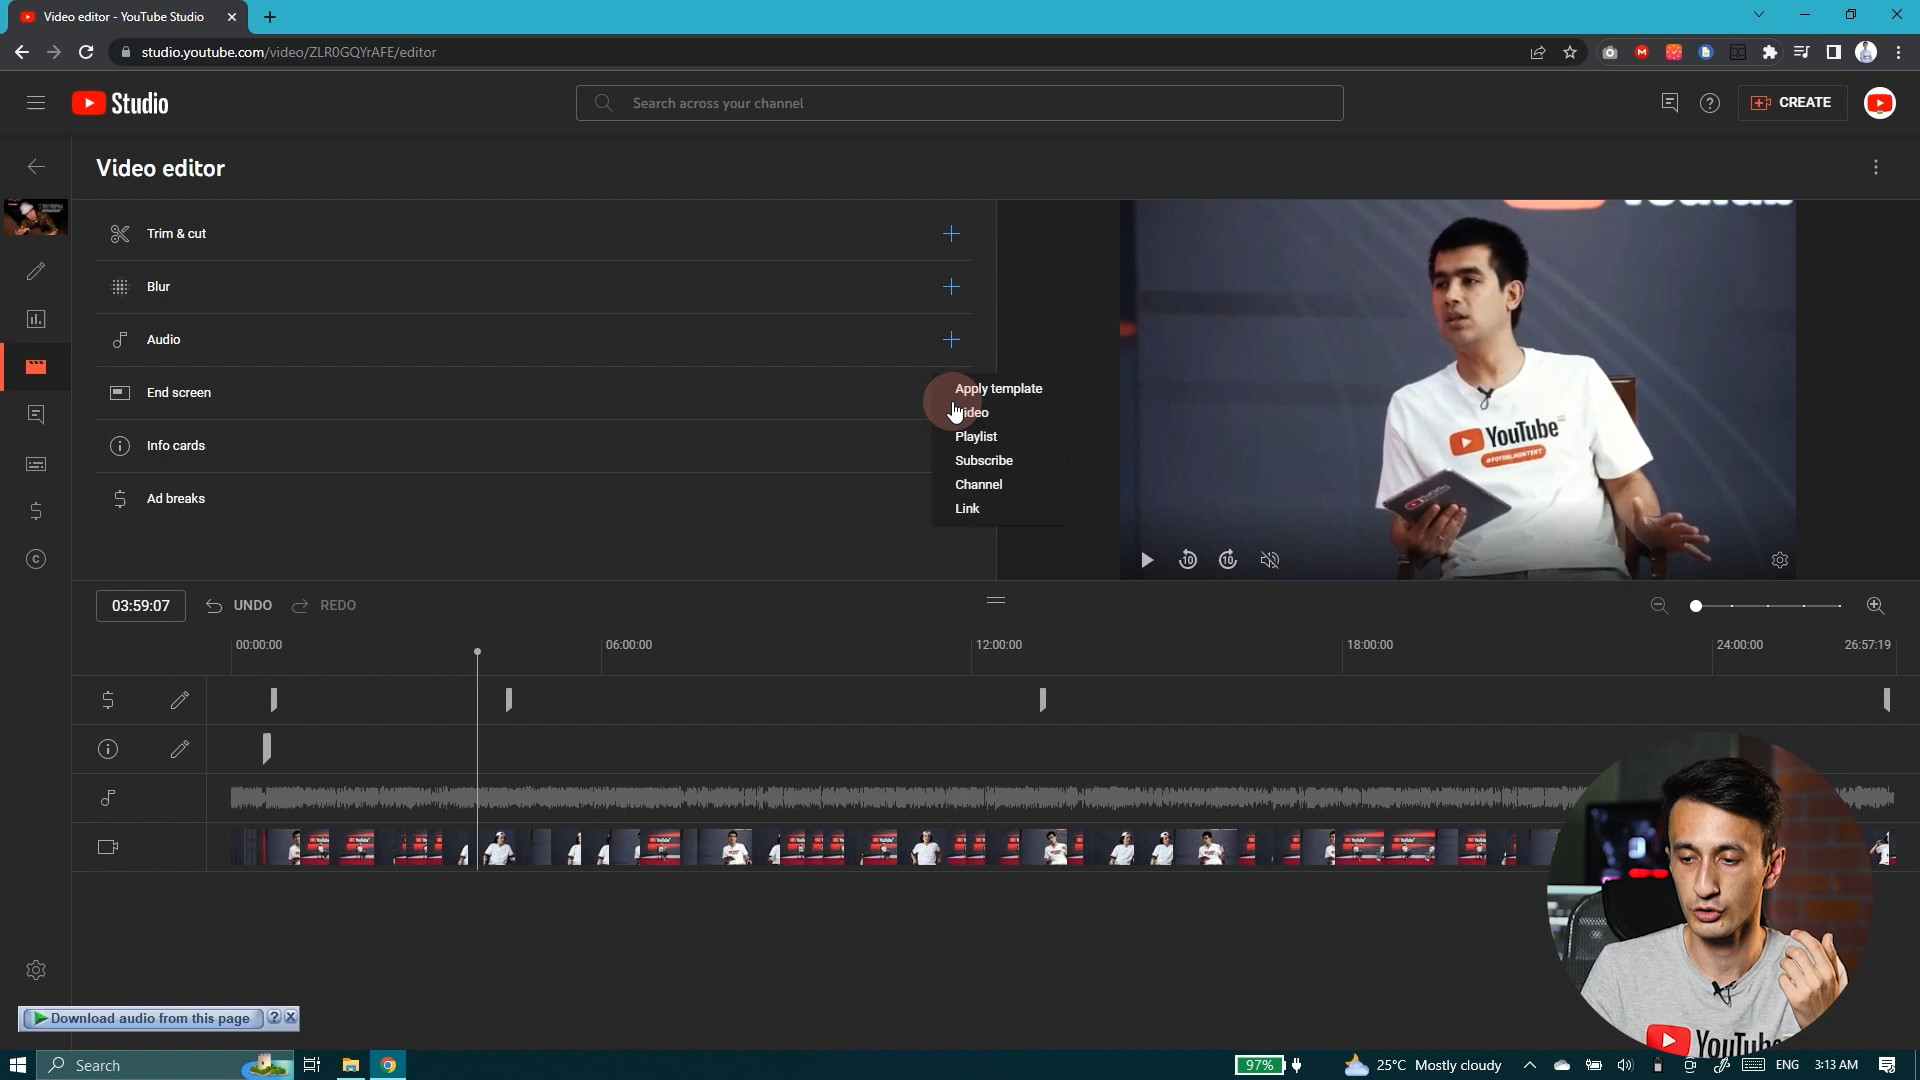 Video editor - YouTube Studio
studio.youtube.com/video/ZLR0GQYrAFE/editor
Studio
Search across your channel
CREATE
Video editor
Trim & cut
Blur
Audio
End screen
Info cards
Ad breaks
Apply template
Video
Playlist
Subscribe
Channel
Link
YouTube
10
10
03:59:07
UNDO
REDO
00:00:00
06:00:00
12:00:00
18:00:00
24:00:00
26:57:19
YouTube
Download audio from this page
Search
97%
25°C Mostly cloudy
ENG
3:13 AM